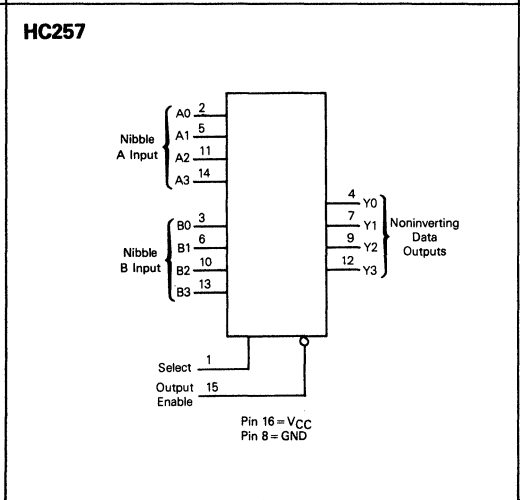 HC257
Nibble
A Input
A0 2
A1 5
A2 11
A3 14
Nibble
B Input
B0 3
B1 6
B2 10
B3 13
4 Y0
7 Y1
9 Y2
12 Y3
Noninverting
Data
Outputs
Select 1
Output 15
Enable
Pin 16 = VCC
Pin 8 = GND